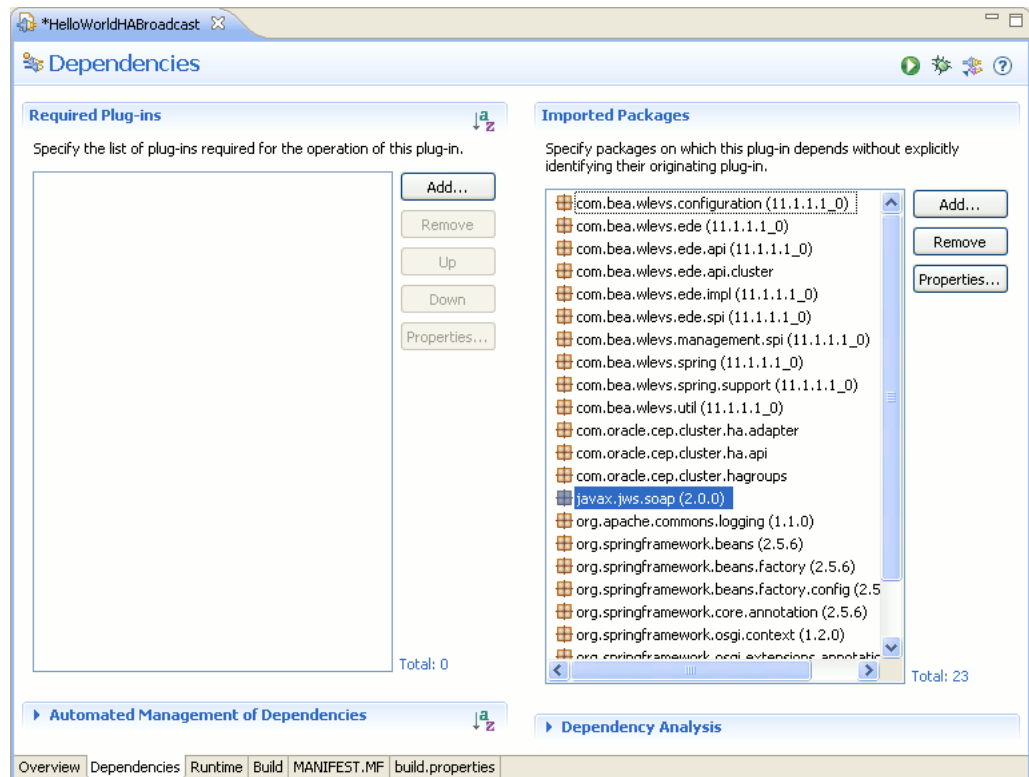 *HelloWorldHABroadcast
Dependencies
Required Plug-ins
Specify the list of plug-ins required for the operation of this plug-in.
Add...
Remove
Up
Down
Properties...
Total: 0
Automated Management of Dependencies
Imported Packages
Specify packages on which this plug-in depends without explicitly
identifying their originating plug-in.
com.bea.wlevs.configuration (11.1.1.1_0)
com.bea.wlevs.ede (11.1.1.1_0)
com.bea.wlevs.ede.api (11.1.1.1_0)
com.bea.wlevs.ede.api.cluster
com.bea.wlevs.ede.impl (11.1.1.1_0)
com.bea.wlevs.ede.spi (11.1.1.1_0)
com.bea.wlevs.management.spi (11.1.1.1_0)
com.bea.wlevs.spring (11.1.1.1_0)
com.bea.wlevs.spring.support (11.1.1.1_0)
com.bea.wlevs.util (11.1.1.1_0)
com.oracle.cep.cluster.ha.adapter
com.oracle.cep.cluster.ha.api
com.oracle.cep.cluster.hagroups
javax.jws.soap (2.0.0)
org.apache.commons.logging (1.1.0)
org.springframework.beans (2.5.6)
org.springframework.beans.factory (2.5.6)
org.springframework.beans.factory.config (2.5
org.springframework.core.annotation (2.5.6)
org.springframework.osgi.context (1.2.0)
org.springframework.osgi.extensions.annotatic
Add...
Remove
Properties...
Total: 23
Dependency Analysis
Overview Dependencies Runtime Build MANIFEST.MF build.properties